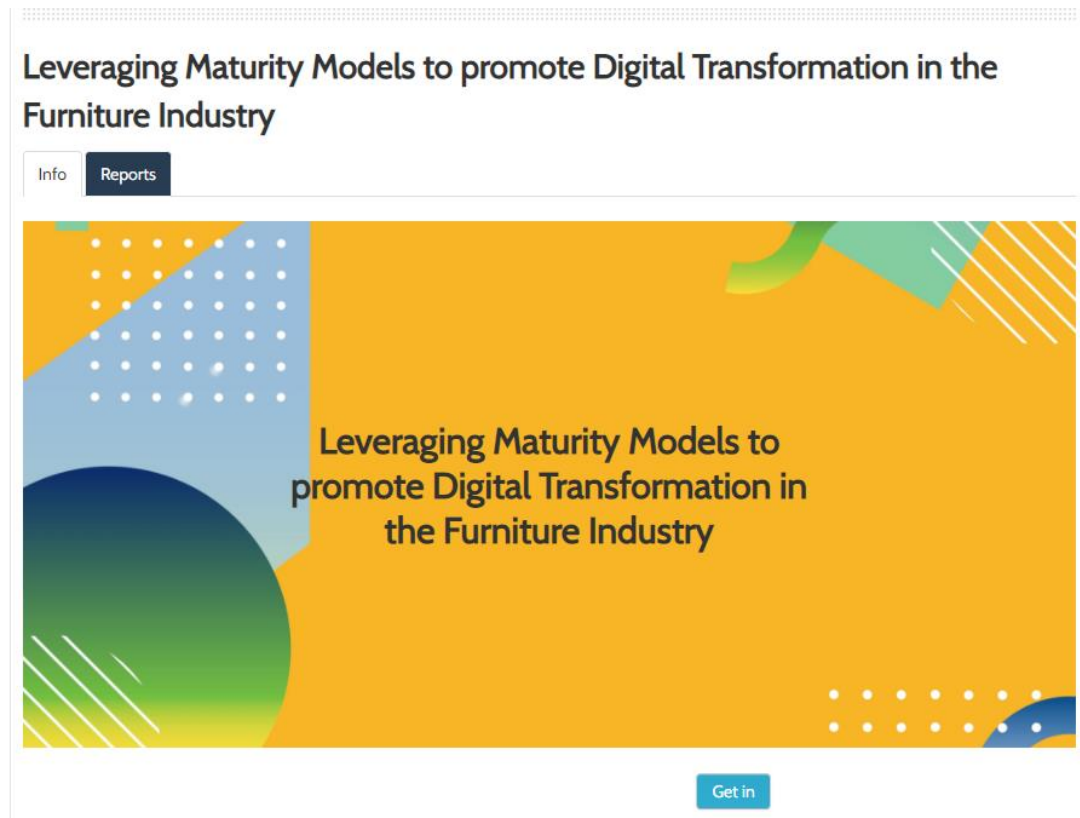 Leveraging Maturity Models to promote Digital Transformation in the
Furniture Industry
Info Reports
Leveraging Maturity Models to
promote Digital Transformation in
the Furniture Industry
Get in